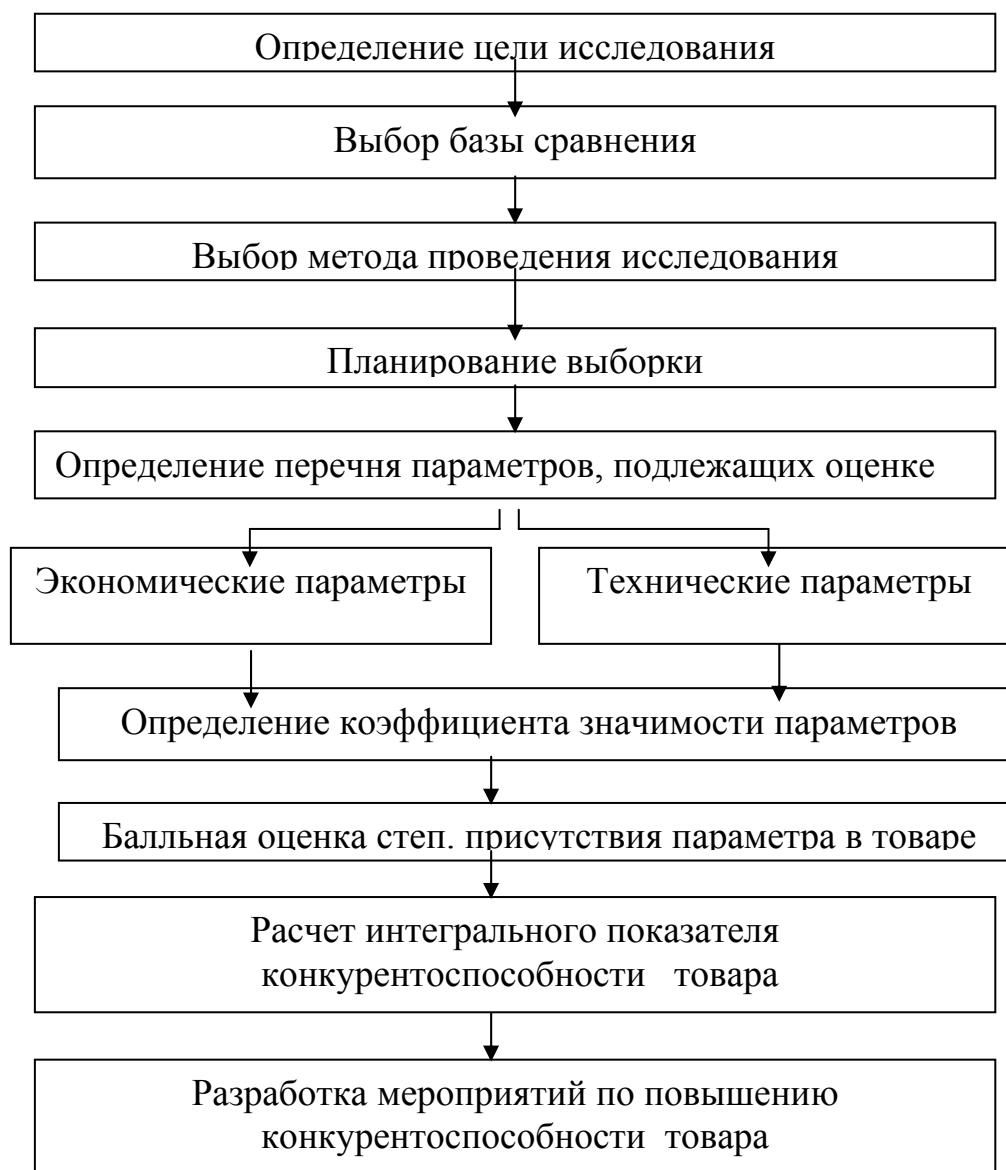 Определение цели исследования
Выбор базы сравнения
Выбор метода проведения исследования
Планирование выборки
Определение перечня параметров, подлежащих оценке
Экономические параметры
Технические параметры
Определение коэффициента значимости параметров
Балльная оценка степ. присутствия параметра в товаре
Расчет интегрального показателя
конкурентоспособности товара
Разработка мероприятий по повышению
конкурентоспособности товара